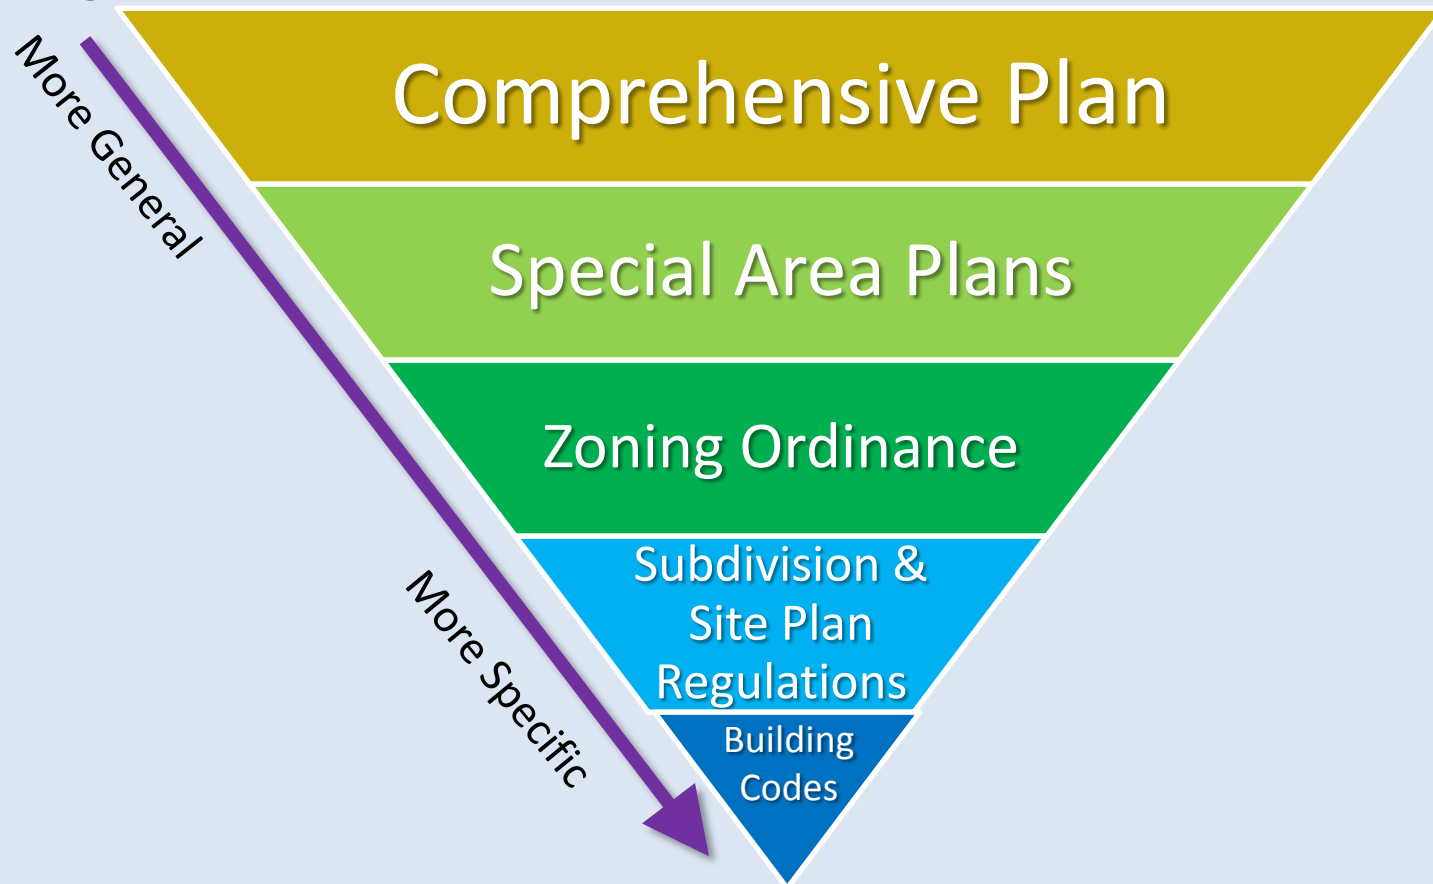 Comprehensive Plan
More General
Special Area Plans
Zoning Ordinance
Subdivision &
Site Plan
Regulations
More Specific
Building
Codes